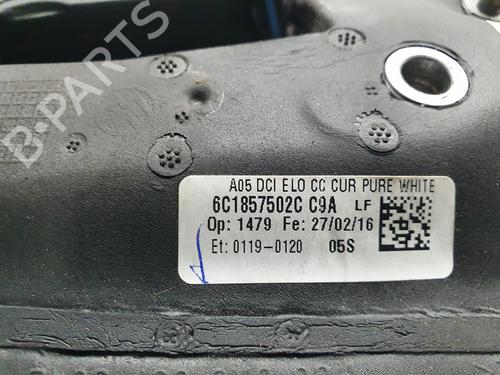 B-PARTS
A05 DCI ELO CC CUR PURE WHITE
6C1857502C C9A LF
Op: 1479 Fe: 27/02/16
Et: 0119-0120 05S